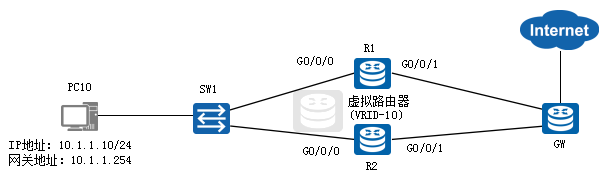 Internet
R1
G0/0/0
G0/0/1
PC10
SW1
虚拟路由器
(VRID-10)
IP地址: 10.1.1.10/24
网关地址: 10.1.1.254
GW
G0/0/0
G0/0/1
R2